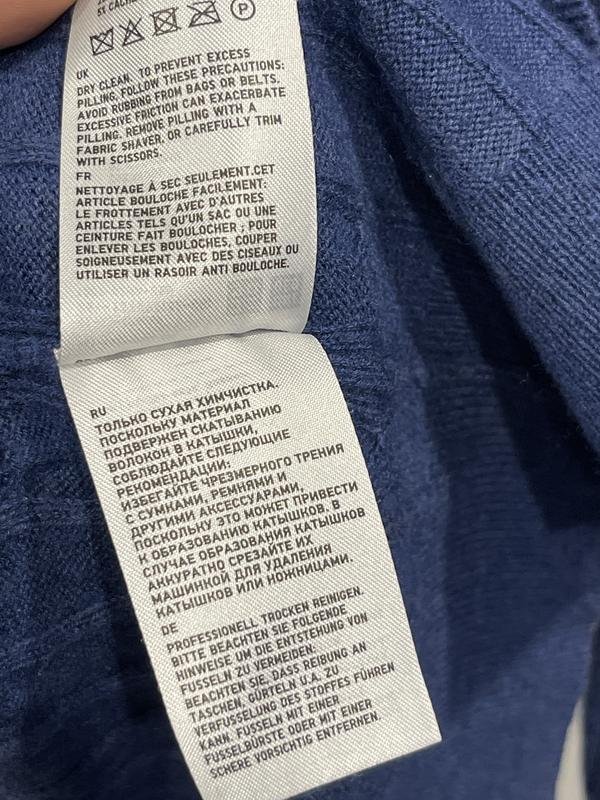 UK
DRY CLEAN. TO PREVENT EXCESS
PILLING, FOLLOW THESE PRECAUTIONS:
AVOID RUBBING FROM BAGS OR BELTS.
EXCESSIVE FRICTION CAN EXACERBATE
PILLING. REMOVE PILLING WITH A
FABRIC SHAVER, OR CAREFULLY TRIM
WITH SCISSORS.
FR
NETTOYAGE À SEC SEULEMENT.CET
ARTICLE BOULOCHE FACILEMENT:
LE FROTTEMENT AVEC D'AUTRES
ARTICLES TELS QU'UN SAC OU UNE
CEINTURE FAIT BOULOCHER ; POUR
ENLEVER LES BOULOCHES, COUPER
SOIGNEUSEMENT AVEC DES CISEAUX OU
UTILISER UN RASOIR ANTI BOULOCHE.
RU
ТОЛЬКО СУХАЯ ХИМЧИСТКА.
ПОСКОЛЬКУ МАТЕРИАЛ
ПОДВЕРЖЕН СКАТЫВАНИЮ
ВОЛОКОН В КАТЫШКИ,
СОБЛЮДАЙТЕ СЛЕДУЮЩИЕ
РЕКОМЕНДАЦИИ:
ИЗБЕГАЙТЕ ЧРЕЗМЕРНОГО ТРЕНИЯ
С СУМКАМИ, РЕМНЯМИ И
ДРУГИМИ АКСЕССУАРАМИ,
ПОСКОЛЬКУ ЭТО МОЖЕТ ПРИВЕСТИ
К ОБРАЗОВАНИЮ КАТЫШКОВ. В
СЛУЧАЕ ОБРАЗОВАНИЯ КАТЫШКОВ
АККУРАТНО СРЕЗАЙТЕ ИХ
МАШИНКОЙ ДЛЯ УДАЛЕНИЯ
КАТЫШКОВ ИЛИ НОЖНИЦАМИ.
DE
PROFESSIONELL TROCKEN REINIGEN.
BITTE BEACHTEN SIE FOLGENDE
HINWEISE UM DIE ENTSTEHUNG VON
FUSSELN ZU VERMEIDEN:
BEACHTEN SIE, DASS REIBUNG AN
TASCHEN, GÜRTELN U.A. ZU
VERFUSSELUNG DES STOFFES FÜHREN
KANN. FUSSELN MIT EINER
FUSSELBÜRSTE ODER MIT EINER
SCHERE VORSICHTIG ENTFERNEN.